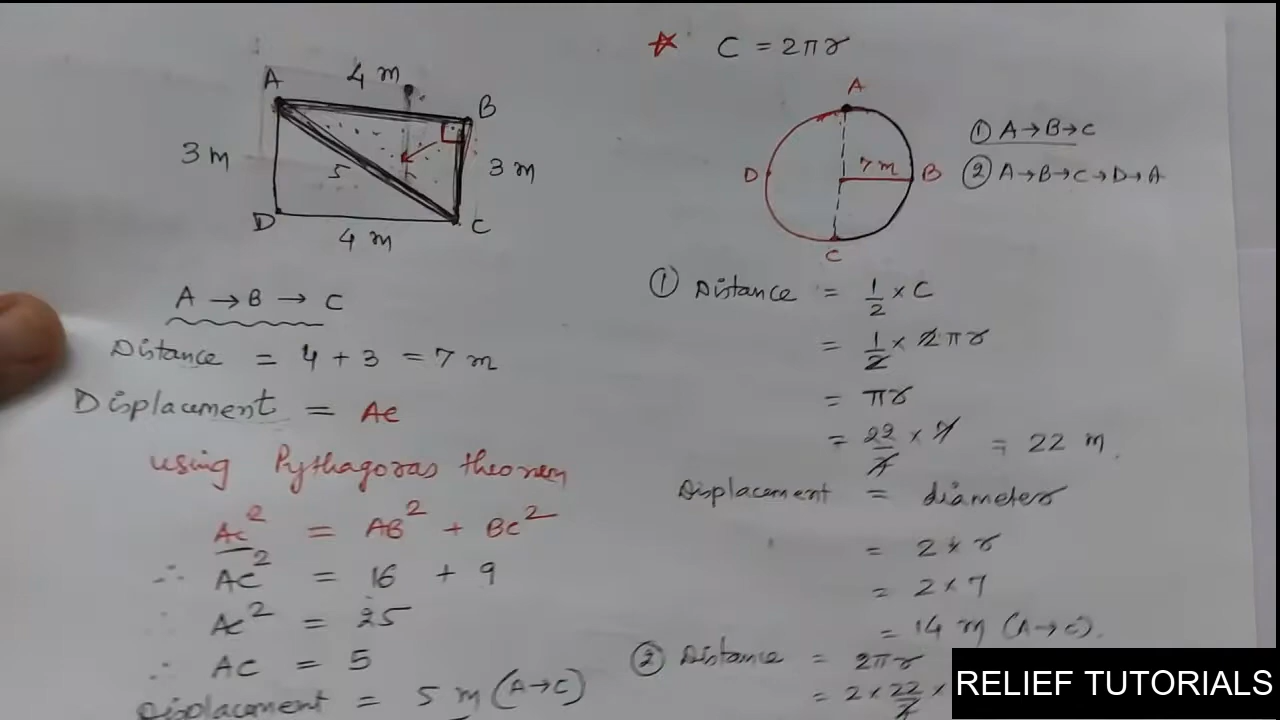 A
4 m
B
3 m
5
3 m
D
4 m
C
A → B → C
Distance = 4 + 3 = 7 m
Displacement = AC
using Pythagoras theorem
AC² = AB² + BC²
∴ AC² = 16 + 9
∴ AC² = 25
∴ AC = 5
Displacement = 5 m (A→C)
☆ C = 2πr
A
D
7 m
B
C
① A→B→C
② A→B→C→D→A
① Distance = 1/2 × C
= 1/2 × 2πr
= πr
= 22/7 × 7 = 22 m.
Displacement = diameters
= 2 × r
= 2 × 7
= 14 m (A→C).
② Distance = 2πr
= 2 × 22/7 ×
RELIEF TUTORIALS